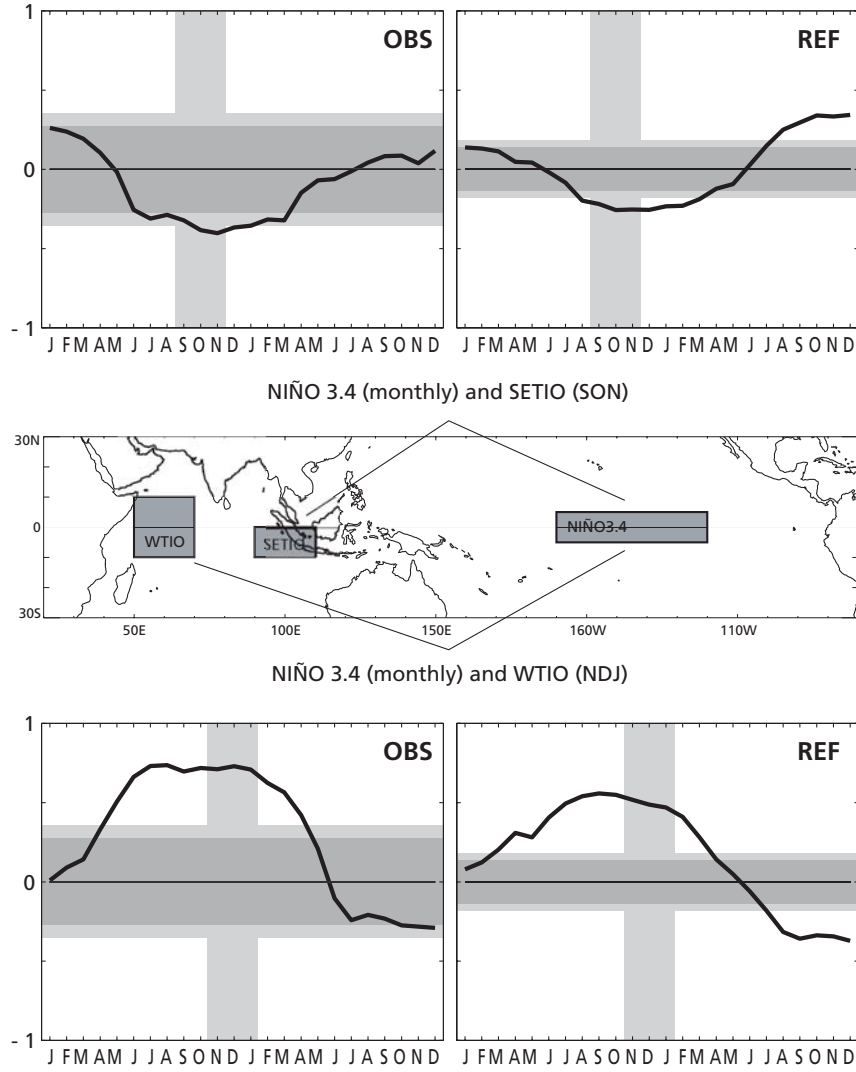 OBS REF
0
- 1
J F M A M J J A S O N D J F M A M J J A S O N D J F M A M J J A S O N D J F M A M J J A S O N D
NIÑO 3.4 (monthly) and SETIO (SON)
30N
0
WTIO SETIO NIÑO3.4
30S
50E 100E 150E 160W 110W
NIÑO 3.4 (monthly) and WTIO (NDJ)
1
OBS REF
0
- 1
J F M A M J J A S O N D J F M A M J J A S O N D J F M A M J J A S O N D J F M A M J J A S O N D